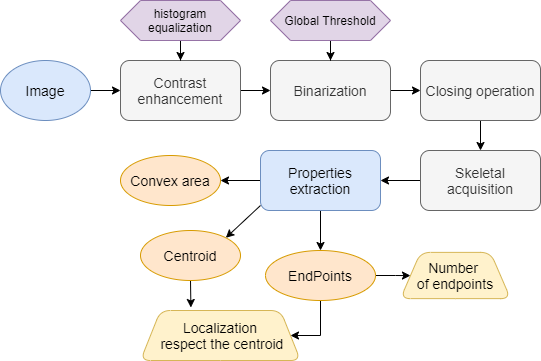 histogram
equalization
Global Threshold
Image
Contrast
enhancement
Binarization
Closing operation
Convex area
Properties
extraction
Skeletal
acquisition
Centroid
EndPoints
Number
of endpoints
Localization
respect the centroid